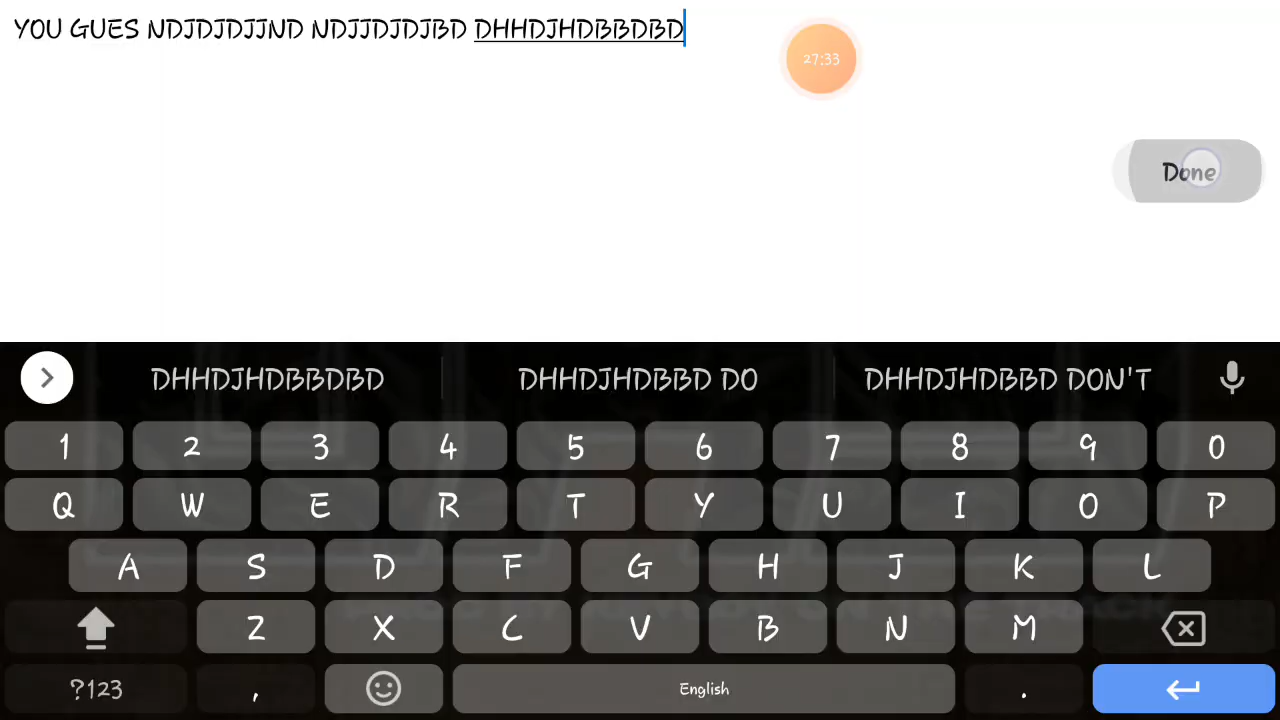 YOU GUES NDJDJDJJND NDJJDJDJBD DHHDJHDBBDBD
27:33
Done
DHHDJHDBBDBD DHHDJHDBBD DO DHHDJHDBBD DON'T
1 2 3 4 5 6 7 8 9 0
Q W E R T Y U I O P
A S D F G H J K L
Z X C V B N M
?123 , English .